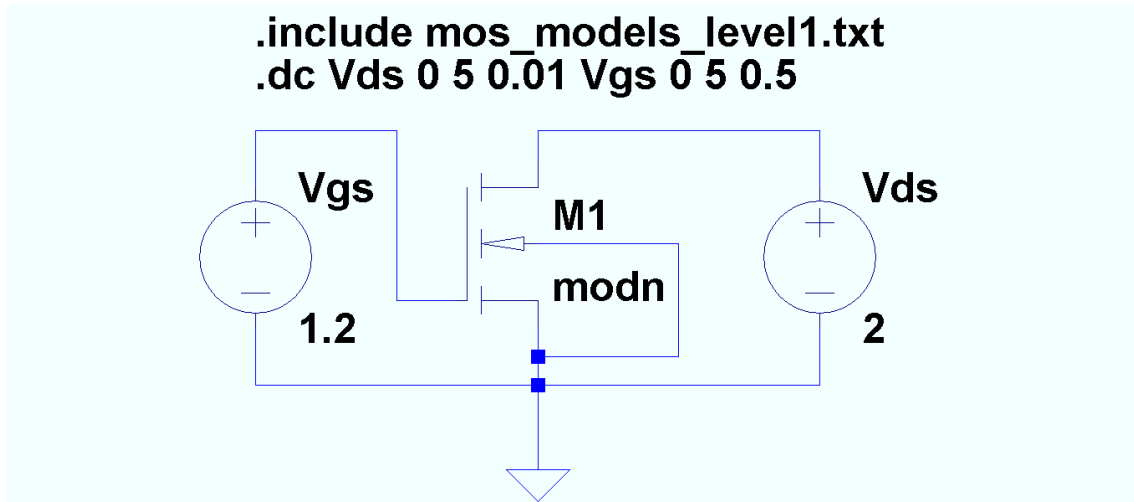 .include mos_models_level1.txt
.dc Vds 0 5 0.01 Vgs 0 5 0.5
Vgs
Vds
M1
modn
1.2
2